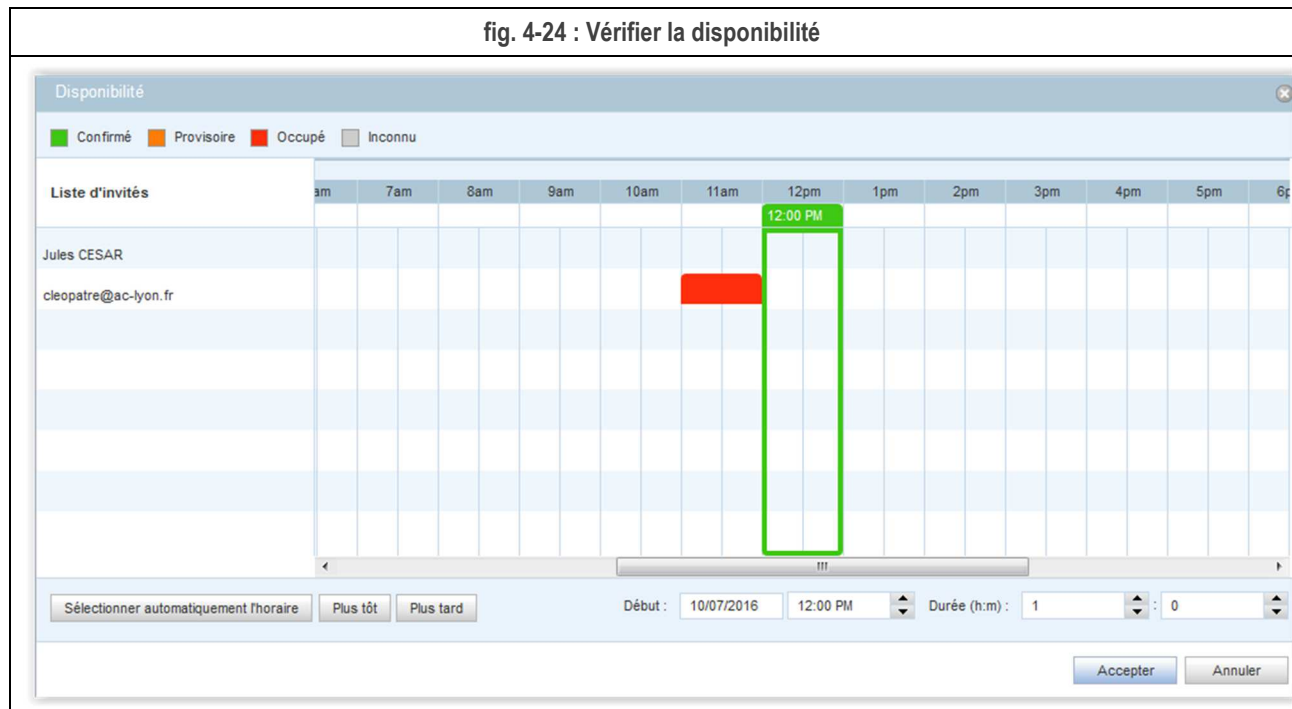 fig. 4-24 : Vérifier la disponibilité
Disponibilité
Confirmé Provisoire Occupé Inconnu
Liste d'invités am 7am 8am 9am 10am 11am 12pm 1pm 2pm 3pm 4pm 5pm 6p
12:00 PM
Jules CESAR
cleopatre@ac-lyon.fr
Sélectionner automatiquement l'horaire Plus tôt Plus tard Début : 10/07/2016 12:00 PM Durée (h:m) : 1 : 0
Accepter Annuler